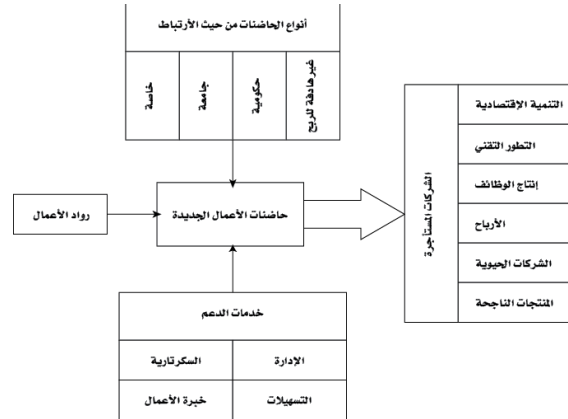 أنواع الحاضنات من حيث الأرتباط
غير هادفة للربح
حكومية
جامعة
خاصة
الشركات المستأجرة
التنمية الإقتصادية
التطور التقني
إنتاج الوظائف
الأرباح
الشركات الحيوية
المنتجات الناجحة
حاضنات الأعمال الجديدة
رواد الأعمال
خدمات الدعم
الإدارة
السكرتارية
التسهيلات
خبرة الأعمال